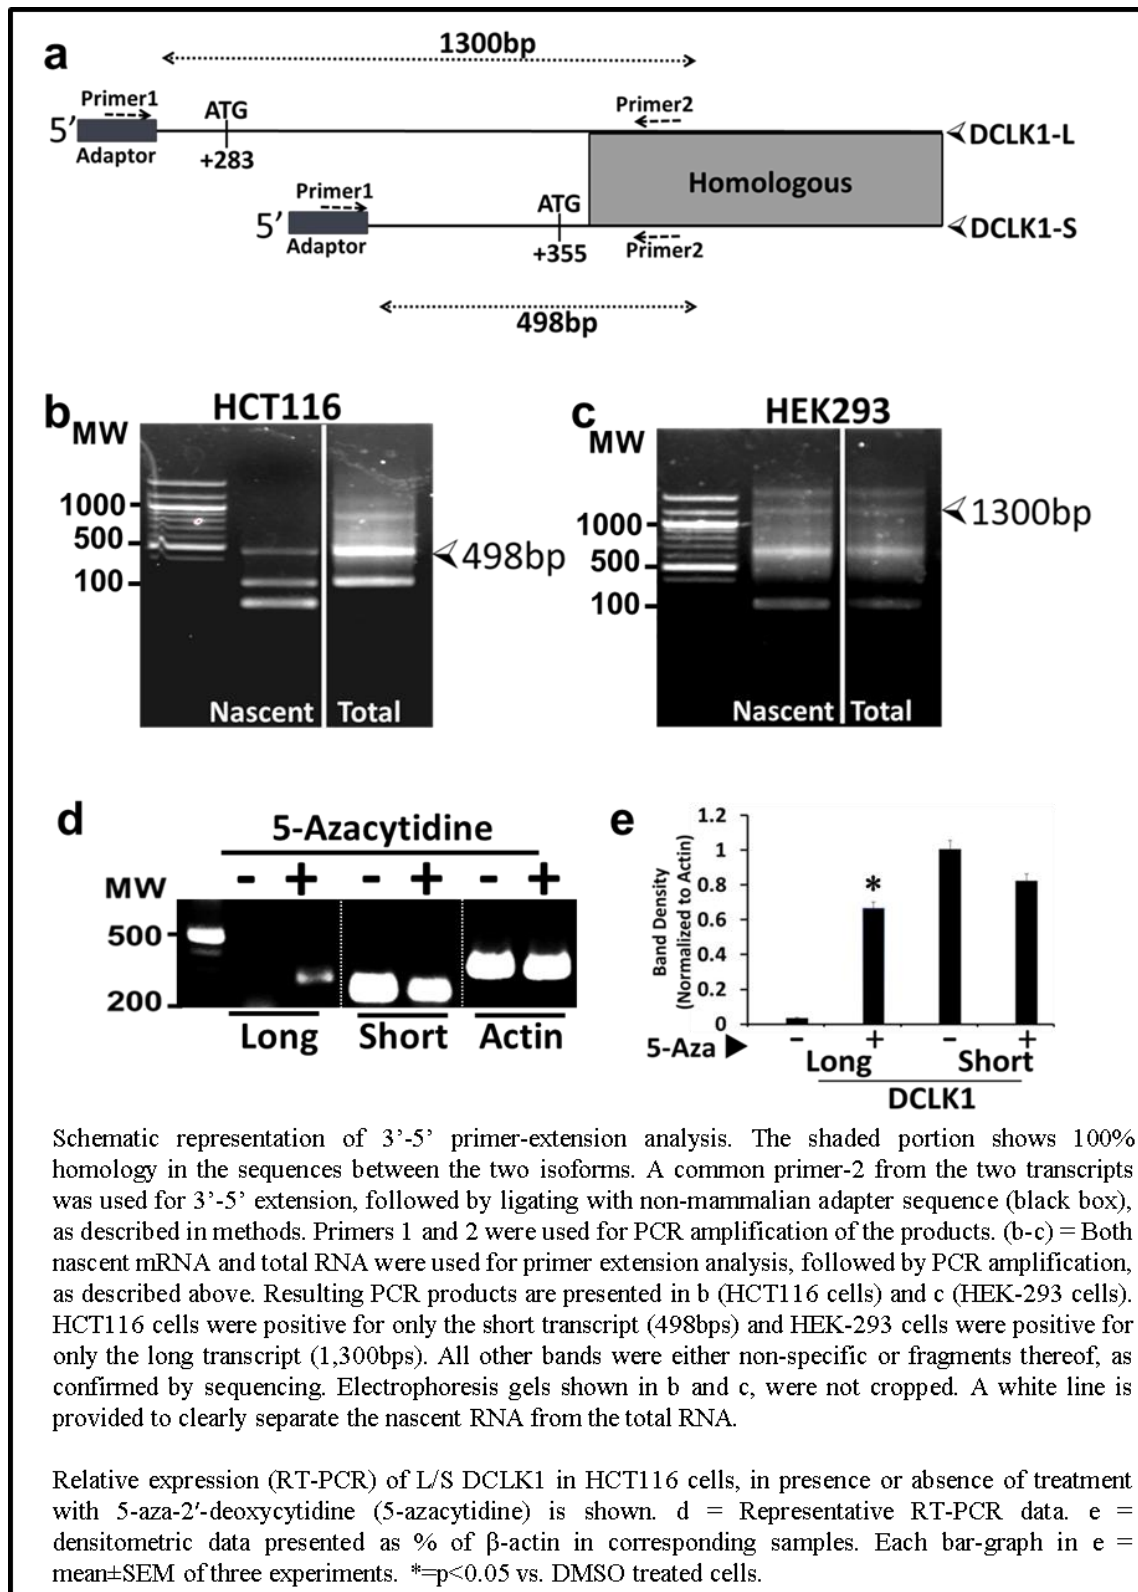 a
1300bp
Primer1
ATG
Primer2
5’
Adaptor
+283
DCLK1-L
Homologous
Primer1
ATG
5’
Adaptor
+355
Primer2
DCLK1-S
498bp
b
HCT116
MW
1000
500
100
498bp
Nascent
Total
c
HEK293
MW
1000
500
100
1300bp
Nascent
Total
d
5-Azacytidine
- + - + - +
MW
500
200
Long Short Actin
e
Band Density
(Normalized to Actin)
1.2
1
0.8
0.6
0.4
0.2
0
*
5-Aza
- + - +
Long Short
DCLK1
Schematic representation of 3’-5’ primer-extension analysis. The shaded portion shows 100%
homology in the sequences between the two isoforms. A common primer-2 from the two transcripts
was used for 3’-5’ extension, followed by ligating with non-mammalian adapter sequence (black box),
as described in methods. Primers 1 and 2 were used for PCR amplification of the products. (b-c) = Both
nascent mRNA and total RNA were used for primer extension analysis, followed by PCR amplification,
as described above. Resulting PCR products are presented in b (HCT116 cells) and c (HEK-293 cells).
HCT116 cells were positive for only the short transcript (498bps) and HEK-293 cells were positive for
only the long transcript (1,300bps). All other bands were either non-specific or fragments thereof, as
confirmed by sequencing. Electrophoresis gels shown in b and c, were not cropped. A white line is
provided to clearly separate the nascent RNA from the total RNA.
Relative expression (RT-PCR) of L/S DCLK1 in HCT116 cells, in presence or absence of treatment
with 5-aza-2′-deoxycytidine (5-azacytidine) is shown. d = Representative RT-PCR data. e =
densitometric data presented as % of β-actin in corresponding samples. Each bar-graph in e =
mean±SEM of three experiments. *=p<0.05 vs. DMSO treated cells.